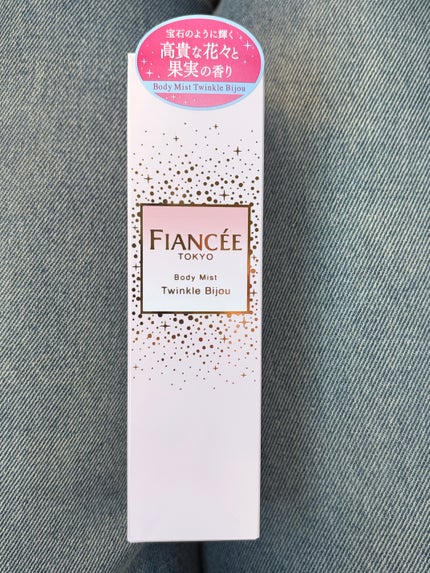 宝石のように輝く
高貴な花々と
果実の香り
Body Mist Twinkle Bijou
FIANCÉE
TOKYO
Body Mist
Twinkle Bijou